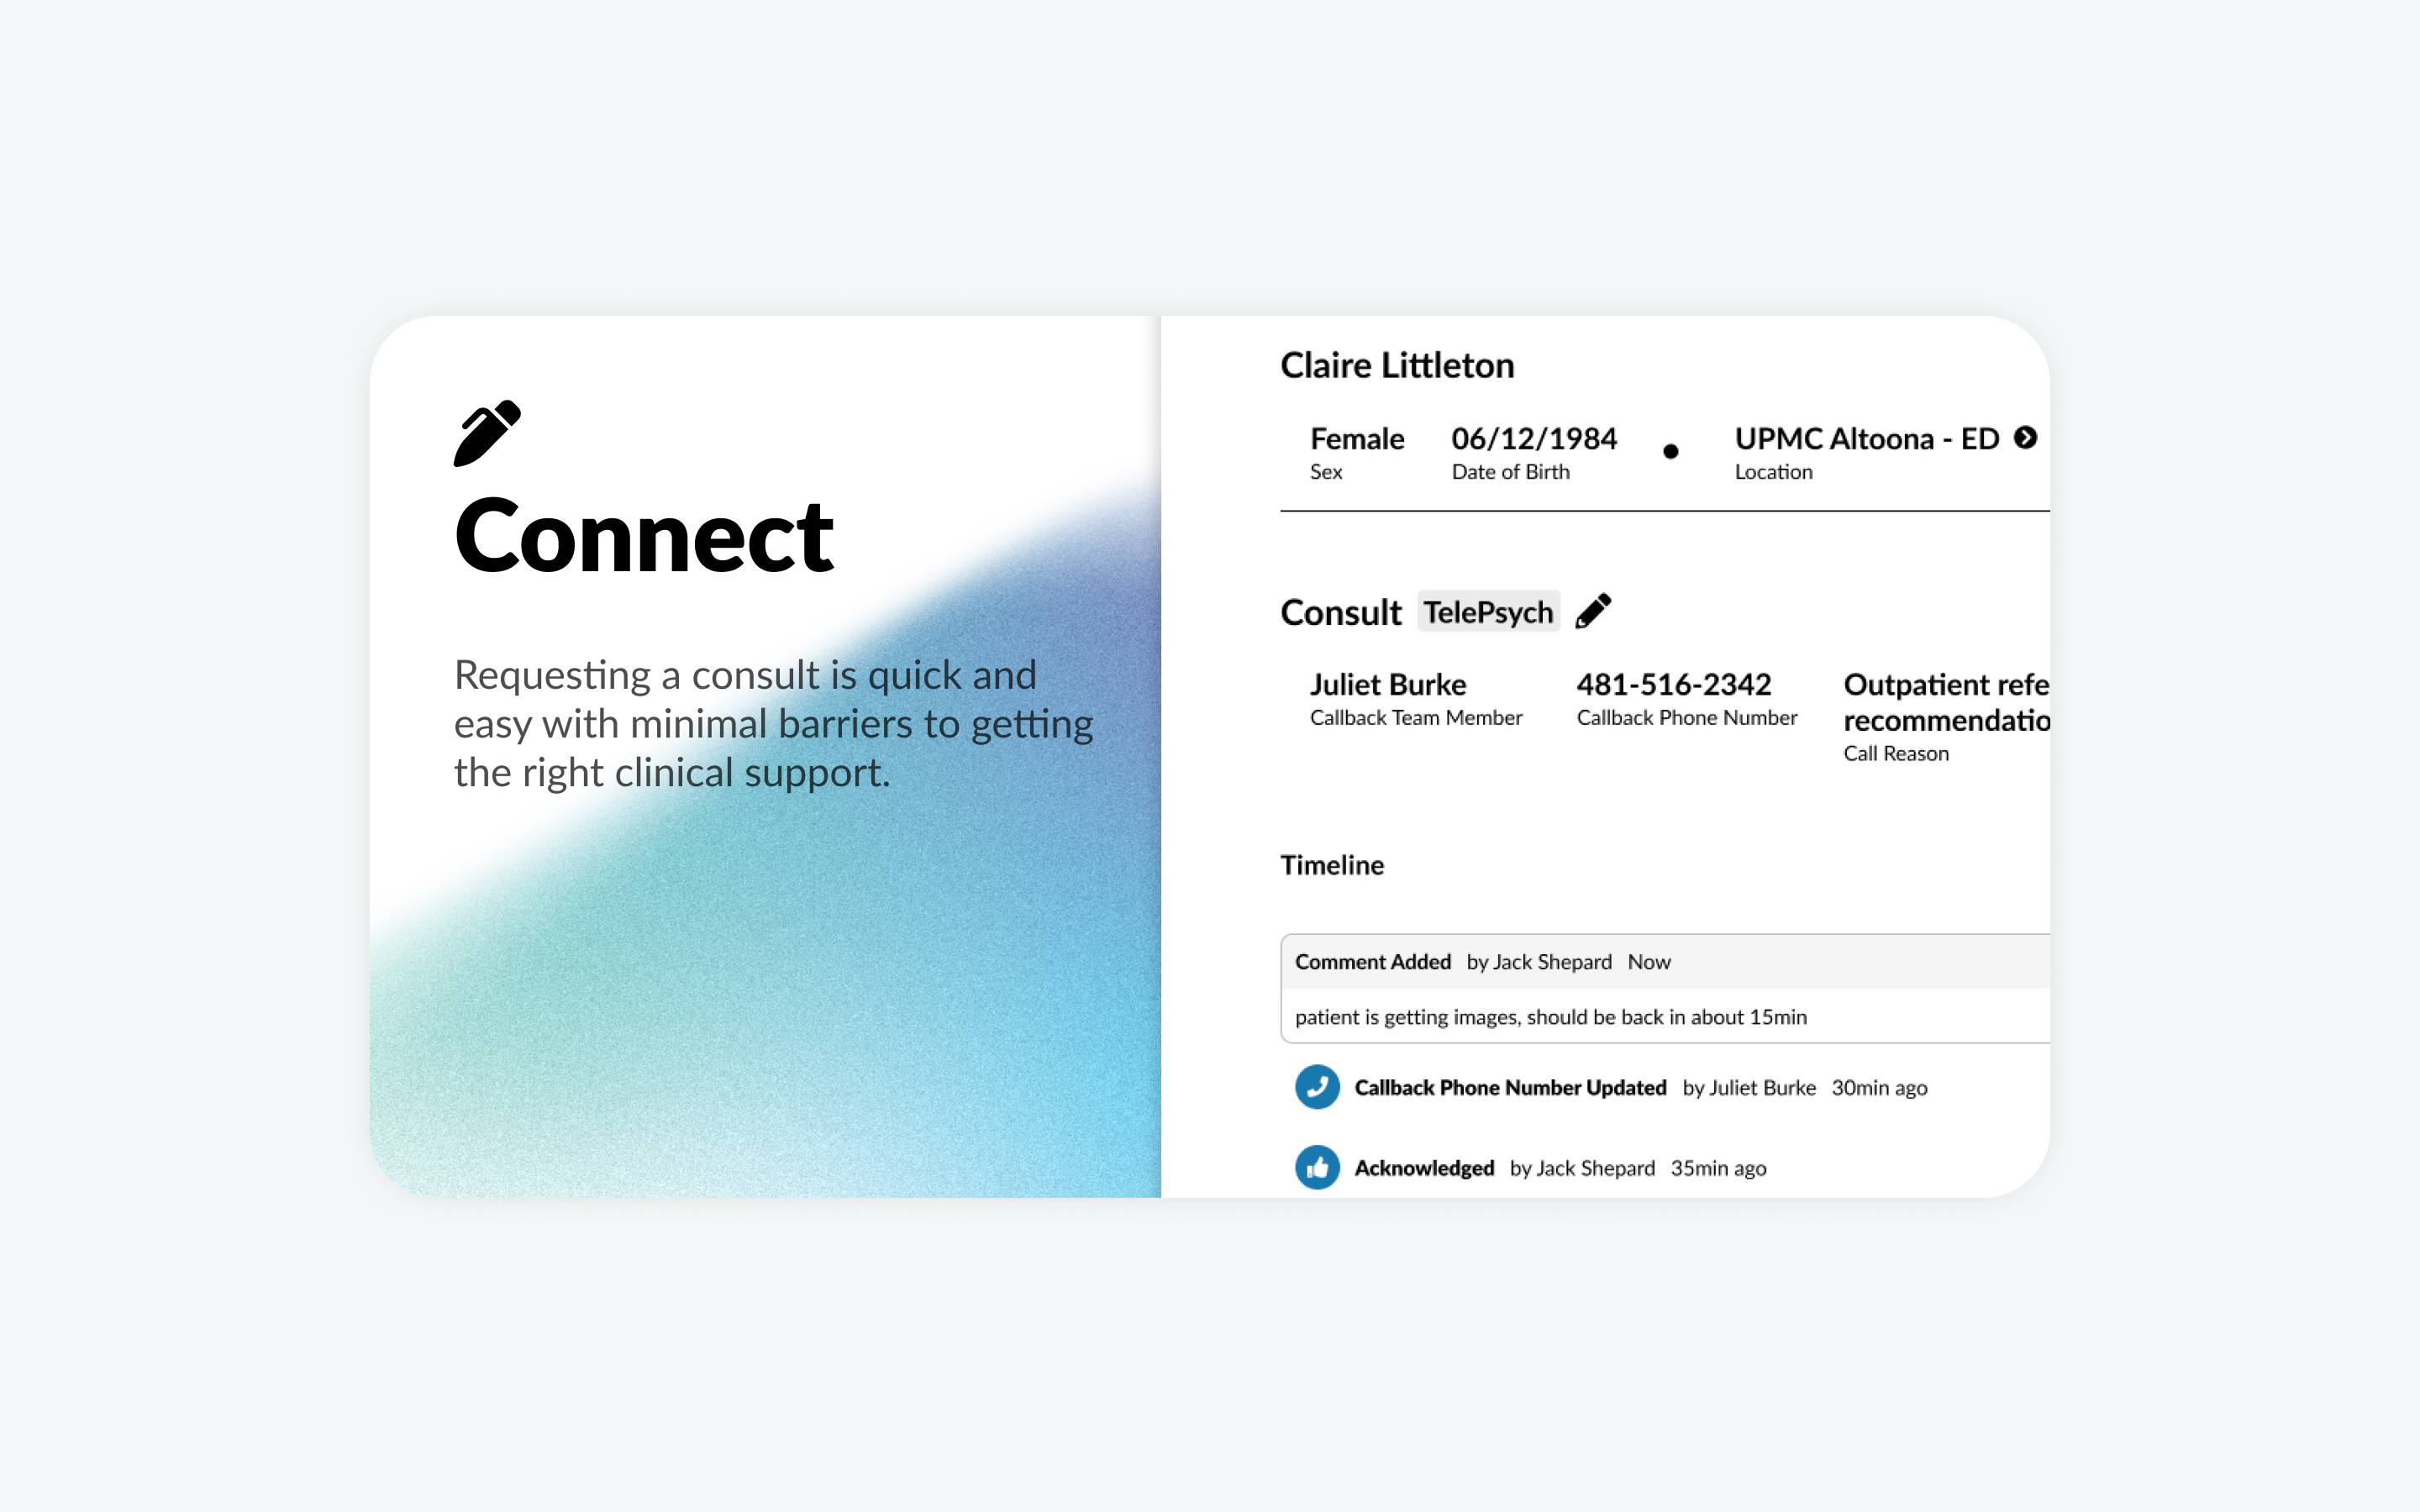 Connect
Requesting a consult is quick and
easy with minimal barriers to getting
the right clinical support.
Claire Littleton
Female 06/12/1984 • UPMC Altoona - ED
Sex Date of Birth Location
Consult TelePsych
Juliet Burke 481-516-2342 Outpatient refe
recommendatio
Callback Team Member Callback Phone Number Call Reason
Timeline
Comment Added by Jack Shepard Now
patient is getting images, should be back in about 15min
Callback Phone Number Updated by Juliet Burke 30min ago
Acknowledged by Jack Shepard 35min ago